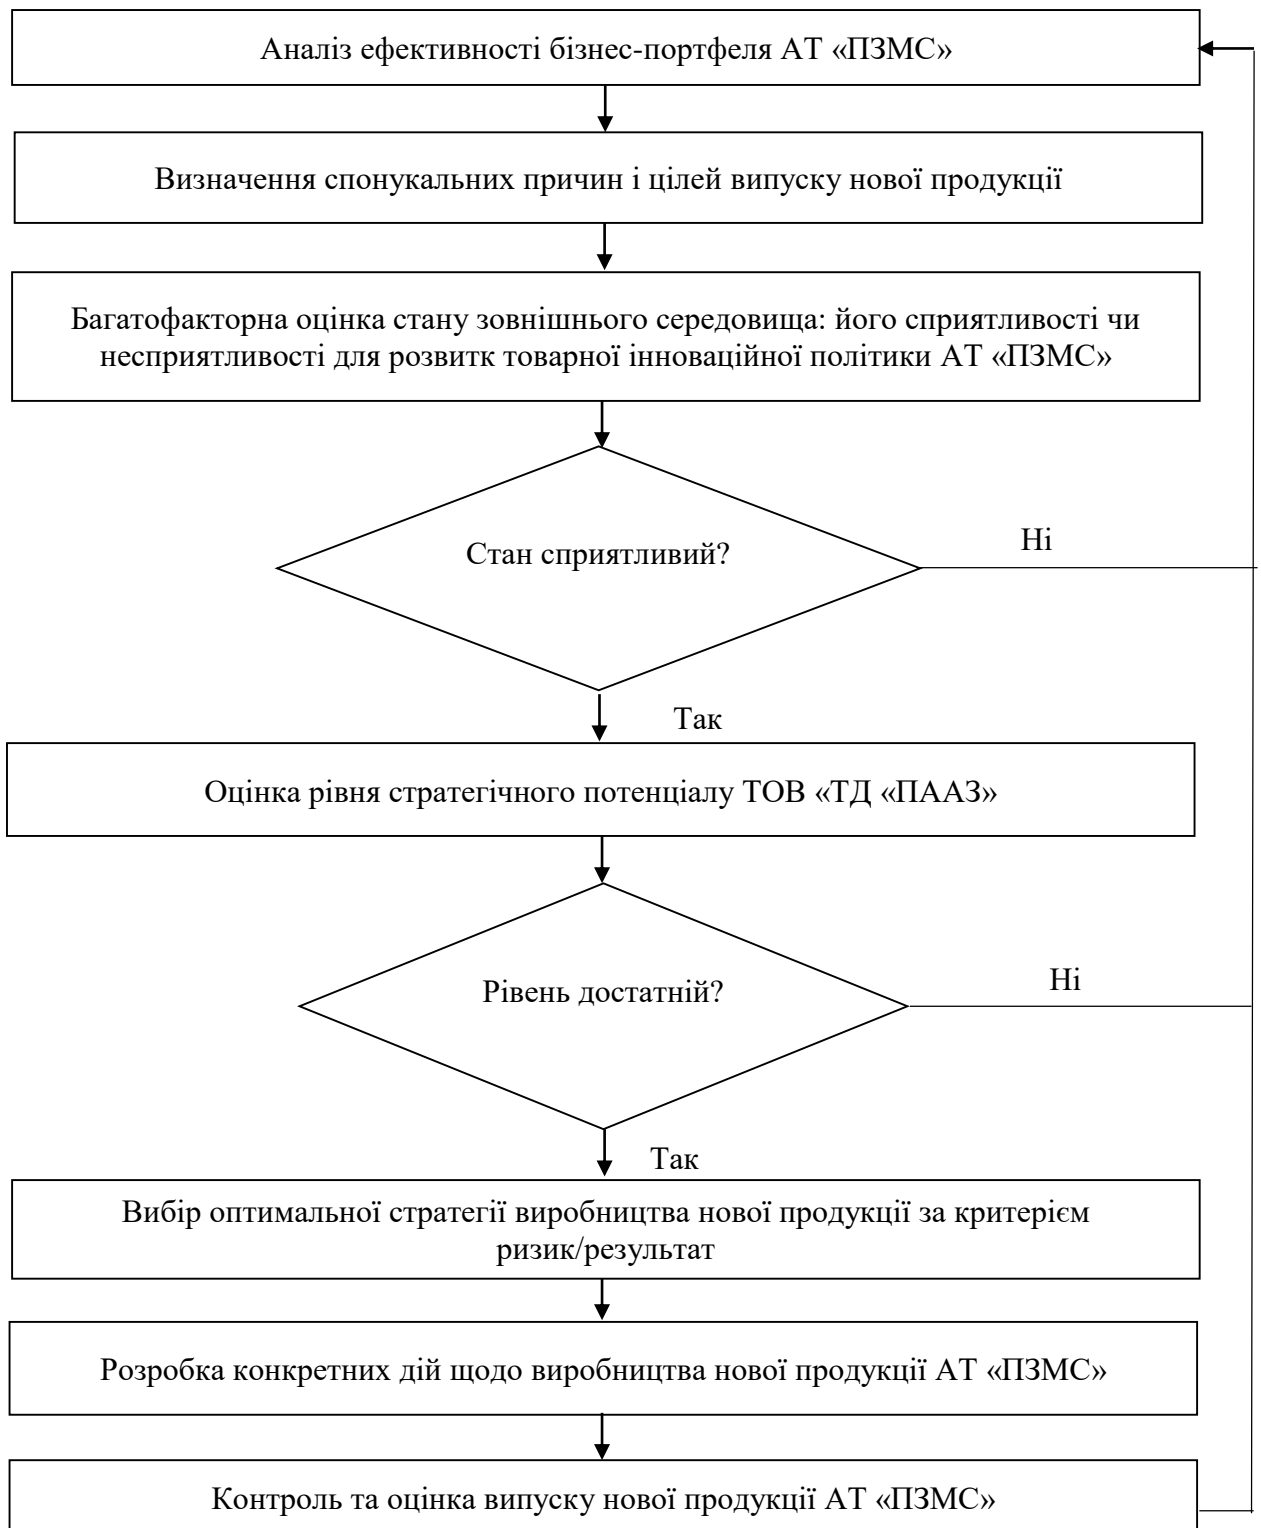 Аналіз ефективності бізнес-портфеля АТ «ПЗМС»
Визначення спонукальних причин і цілей випуску нової продукції
Багатофакторна оцінка стану зовнішнього середовища: його сприятливості чи
несприятливості для розвитк товарної інноваційної політики АТ «ПЗМС»
Стан сприятливий?
Ні
Так
Оцінка рівня стратегічного потенціалу ТОВ «ТД «ПААЗ»
Рівень достатній?
Ні
Так
Вибір оптимальної стратегії виробництва нової продукції за критерієм
ризик/результат
Розробка конкретних дій щодо виробництва нової продукції АТ «ПЗМС»
Контроль та оцінка випуску нової продукції АТ «ПЗМС»